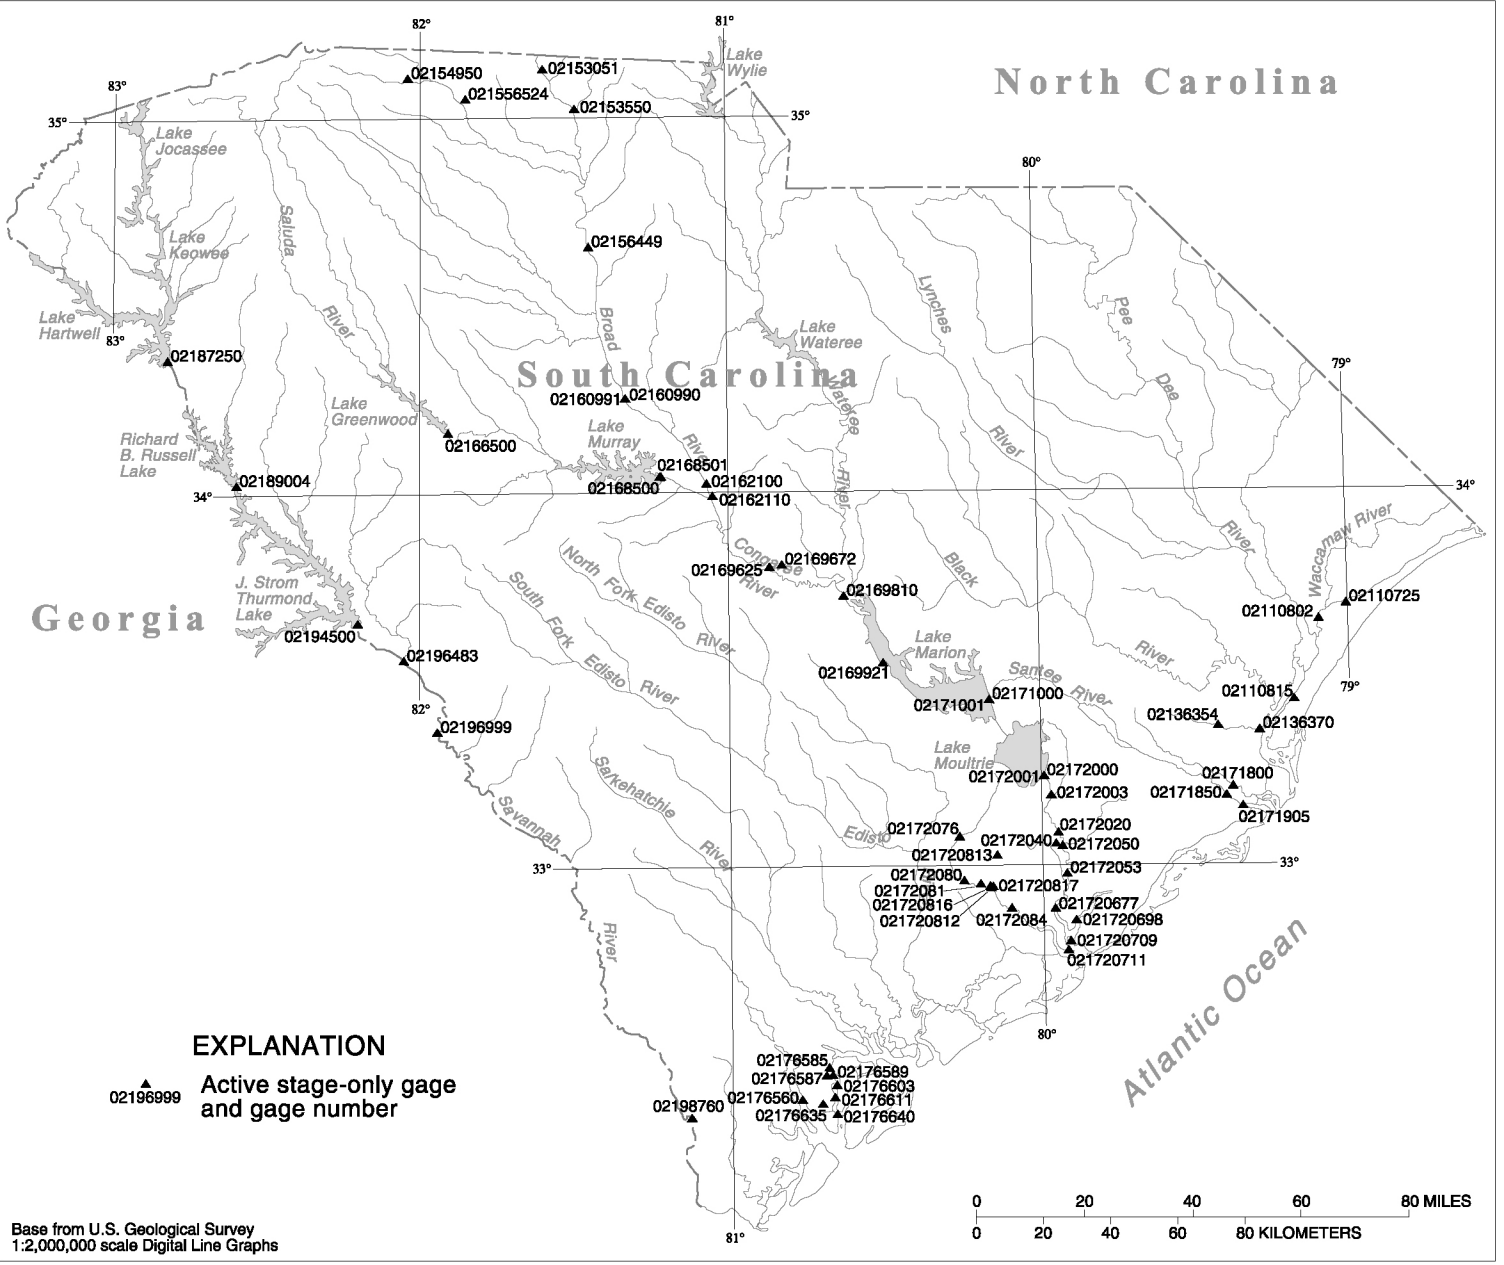 82°
81°
Lake
Wylie
North Carolina
83°
02154950
02153051
021556524
02153550
35°
35°
Lake
Jocassee
80°
Saluda
Lake
Keowee
02156449
Lynches
Pee
Lake
Hartwell
83°
River
Broad
Lake
Wateree
02187250
79°
South Carolina
Dee
Wateree
02160991
02160990
Lake
Greenwood
02166500
Lake
Murray
River
River
Richard
B. Russell
Lake
02168501
02168500
02162100
02162110
River
02189004
34°
34°
Waccamaw River
River
Congaree
River
02169672
02169625
Black
North Fork Edisto River
South Fork Edisto River
J. Strom
Thurmond
Lake
Georgia
02169810
02110725
02110802
02194500
Lake
Marion
River
02196483
02169921
Santee River
79°
82°
02171001
02171000
02110815
02136354
02136370
02196999
Lake
Moultrie
02172001
02172000
02171800
02172003
02171850
02171905
Salkehatchie
Savannah
River
Edisto
02172076
02172020
02172040
02172050
021720813
33°
33°
02172053
02172080
02172081
021720817
021720816
021720812
02172084
021720677
021720698
021720709
021720711
River
Atlantic Ocean
80°
EXPLANATION
Active stage-only gage
02196999
and gage number
02176585
02176589
02176587
02176603
02176560
02176611
02198760
02176635
02176640
0 20 40 60 80 MILES
0 20 40 60 80 KILOMETERS
Base from U.S. Geological Survey
1:2,000,000 scale Digital Line Graphs
81°